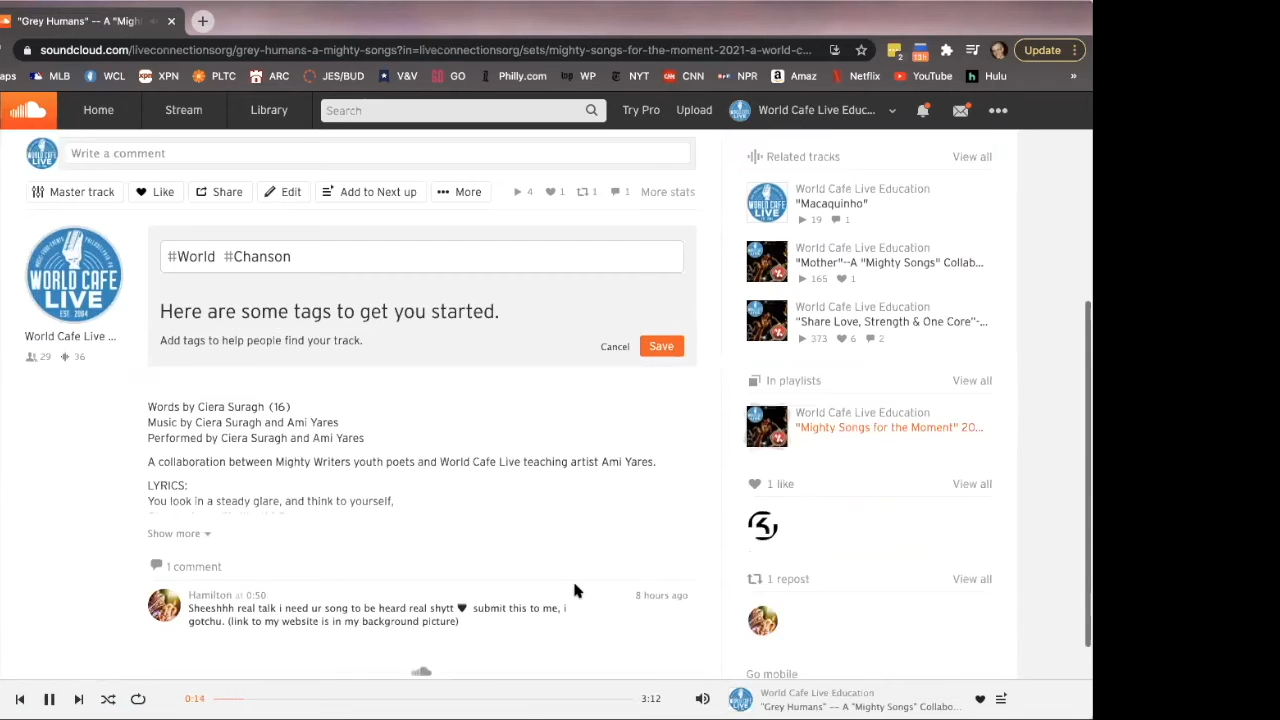 "Grey Humans" -- A "Might
soundcloud.com/liveconnectionsorg/grey-humans-a-mighty-songs?in=liveconnectionsorg/sets/mighty-songs-for-the-moment-2021-a-world-c...
Update
aps MLB WCL XPN PLTC ARC JES/BUD V&V GO Philly.com WP NYT CNN NPR Amaz Netflix YouTube Hulu »
Home Stream Library Search Try Pro Upload World Cafe Live Educ...
Write a comment
Master track Like Share Edit Add to Next up More 4 1 1 1 More stats
WORLD CAFE
LIVE
EST. 2004
World Cafe Live ...
29 36
#World #Chanson
Here are some tags to get you started.
Add tags to help people find your track.
Cancel Save
Words by Ciera Suragh (16)
Music by Ciera Suragh and Ami Yares
Performed by Ciera Suragh and Ami Yares
A collaboration between Mighty Writers youth poets and World Cafe Live teaching artist Ami Yares.
LYRICS:
You look in a steady glare, and think to yourself,
Show more
1 comment
Hamilton at 0:50 8 hours ago
Sheeshhh real talk i need ur song to be heard real shytt 🖤 submit this to me, i
gotchu. (link to my website is in my background picture)
Related tracks View all
World Cafe Live Education
"Macaquinho"
19 1
World Cafe Live Education
"Mother"--A "Mighty Songs" Collab...
165 1
World Cafe Live Education
"Share Love, Strength & One Core"-...
373 6 2
In playlists View all
World Cafe Live Education
"Mighty Songs for the Moment" 20...
1 like View all
1 repost View all
Go mobile
0:14 3:12
World Cafe Live Education
"Grey Humans" -- A "Mighty Songs" Collabo...